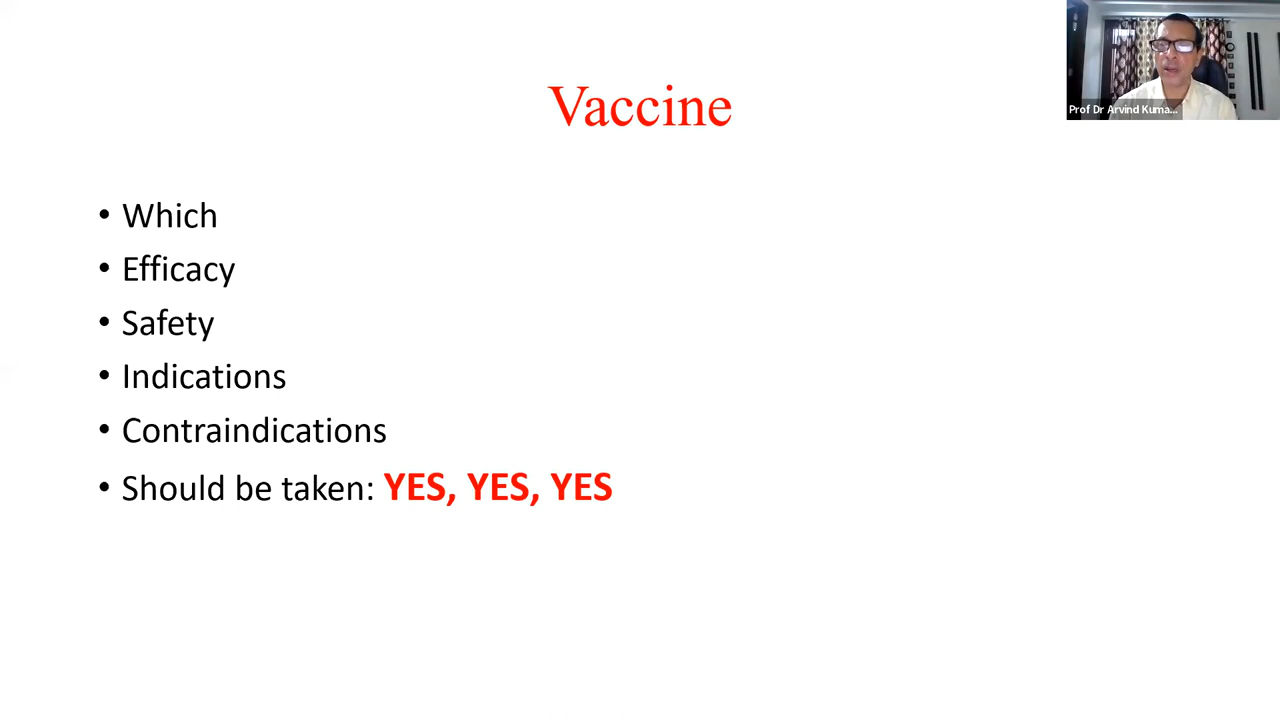 Vaccine
Prof Dr Arvind Kuma...
• Which
• Efficacy
• Safety
• Indications
• Contraindications
• Should be taken: YES, YES, YES